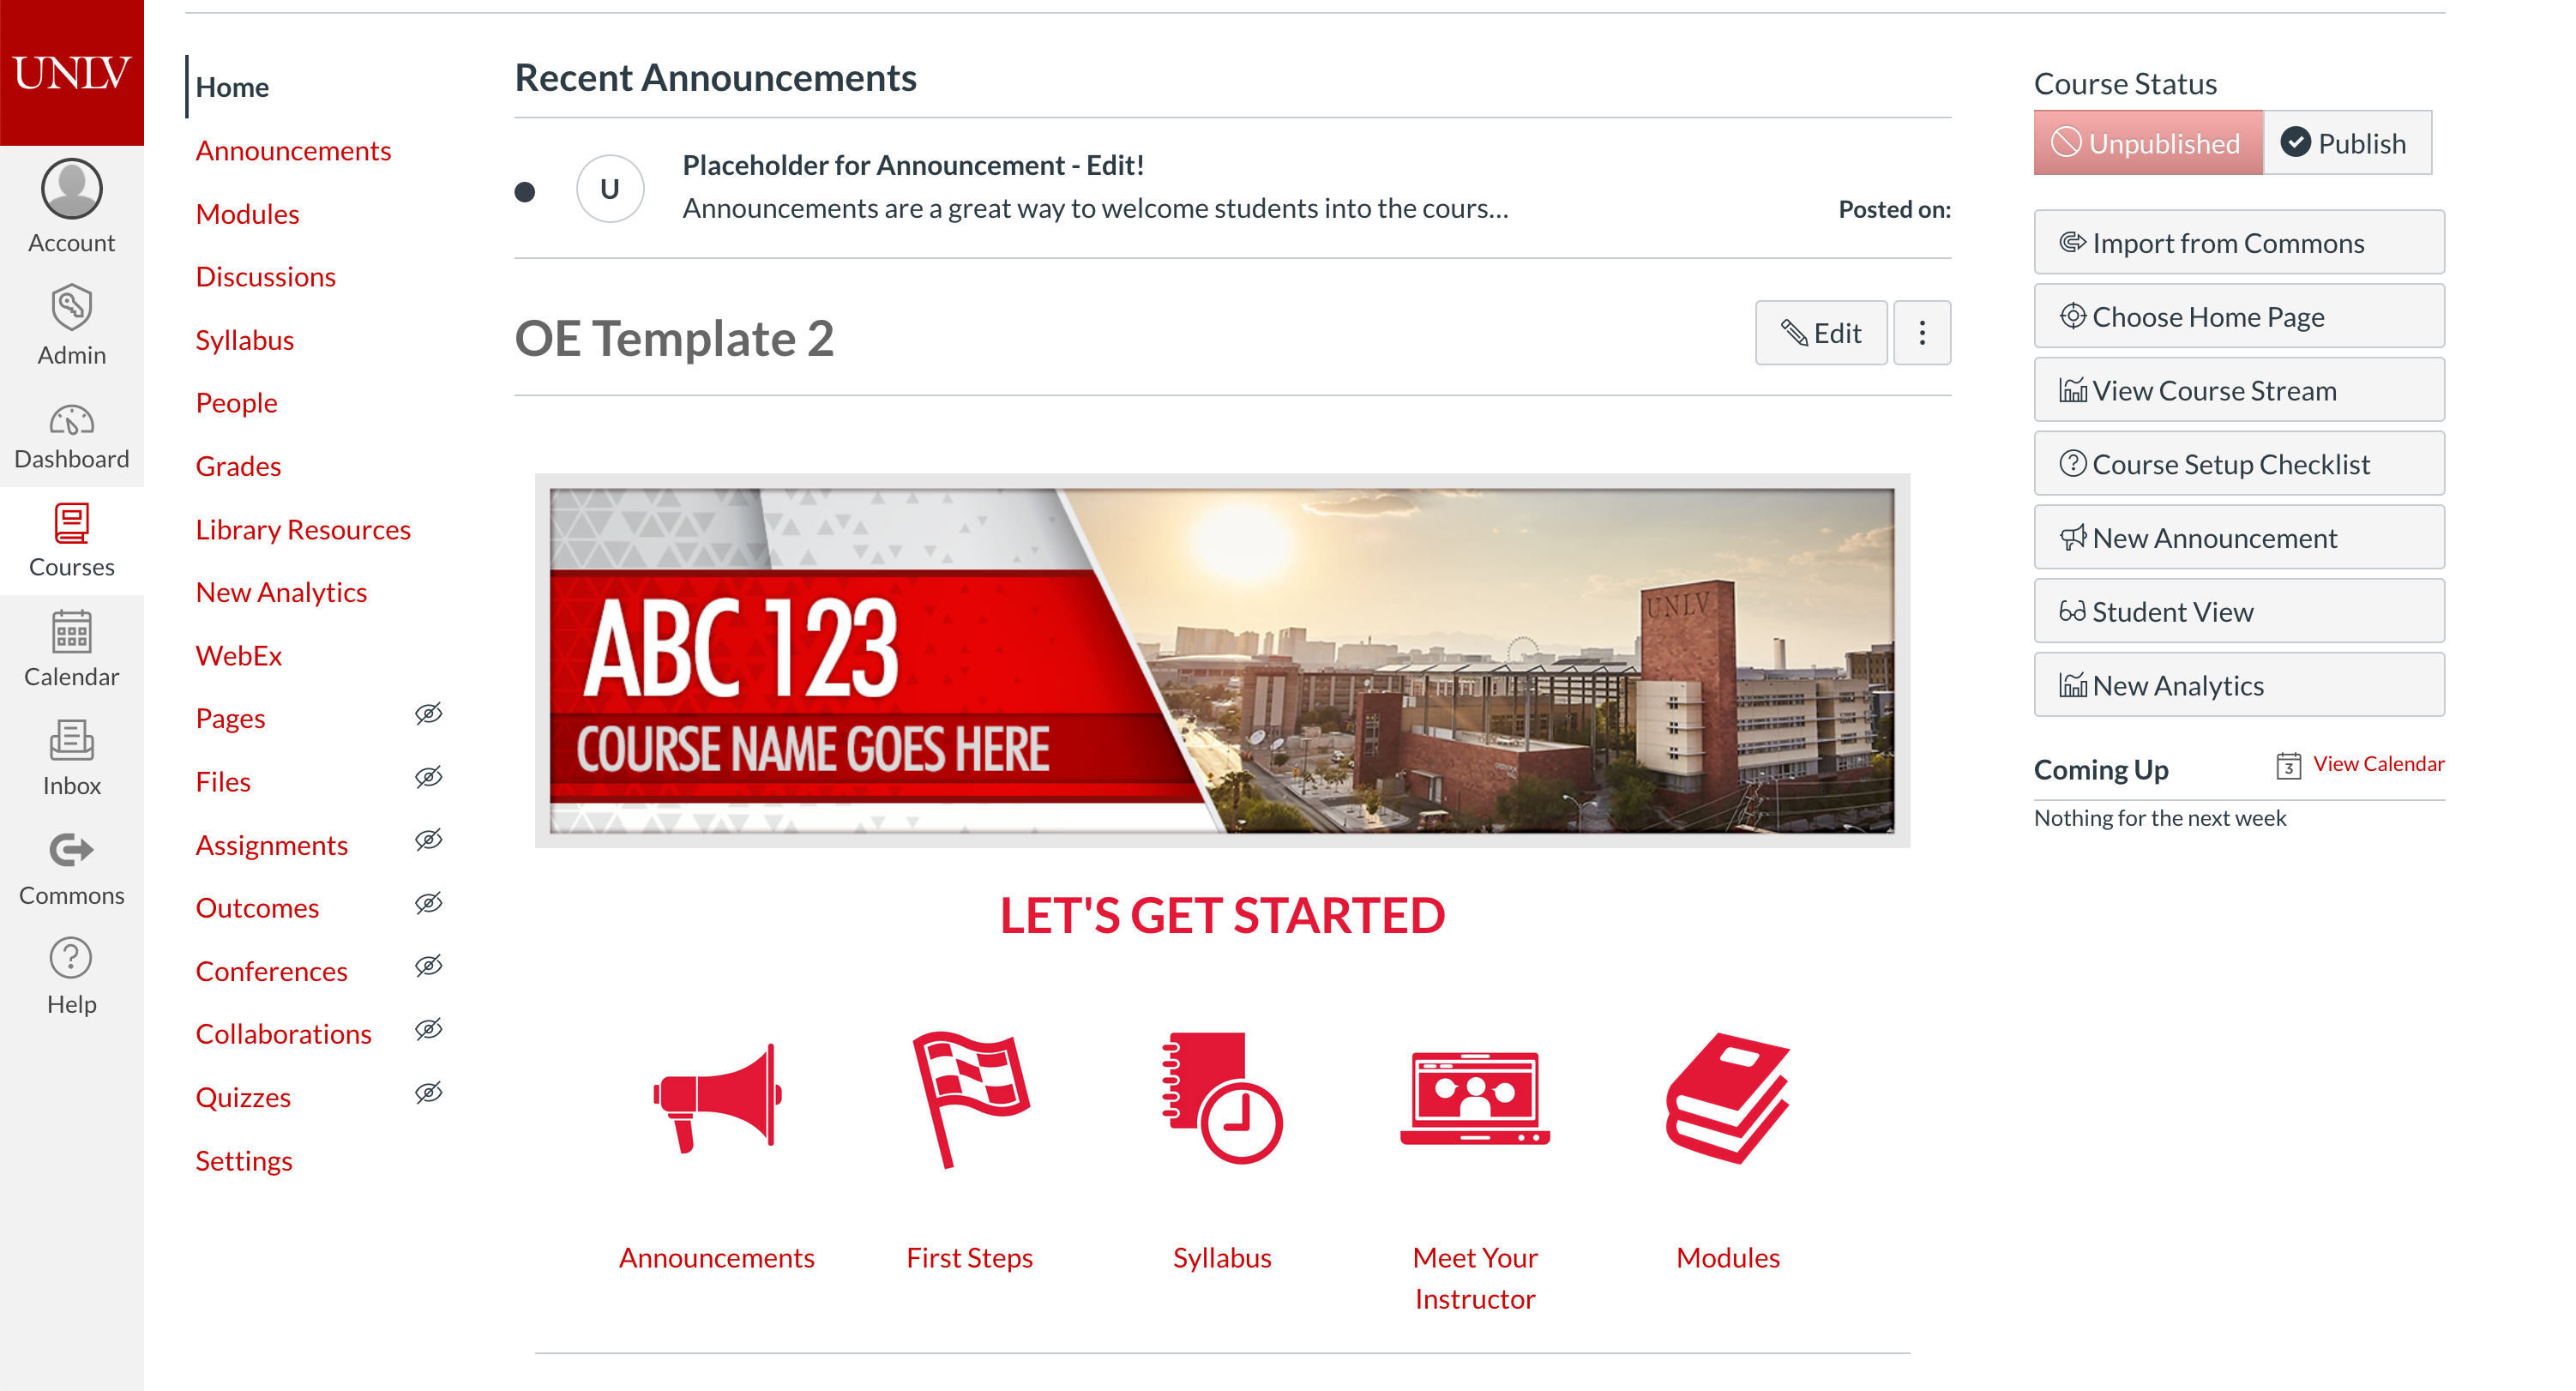 UNLV
Account
Admin
Dashboard
Courses
Calendar
Inbox
Commons
Help
Home
Announcements
Modules
Discussions
Syllabus
People
Grades
Library Resources
New Analytics
WebEx
Pages
Files
Assignments
Outcomes
Conferences
Collaborations
Quizzes
Settings
Recent Announcements
U
Placeholder for Announcement - Edit!
Announcements are a great way to welcome students into the cours...
Posted on:
OE Template 2
Edit
ABC 123
COURSE NAME GOES HERE
UNLV
LET'S GET STARTED
Announcements
First Steps
Syllabus
Meet Your
Instructor
Modules
Course Status
Unpublished
Publish
Import from Commons
Choose Home Page
View Course Stream
Course Setup Checklist
New Announcement
Student View
New Analytics
Coming Up
3
View Calendar
Nothing for the next week